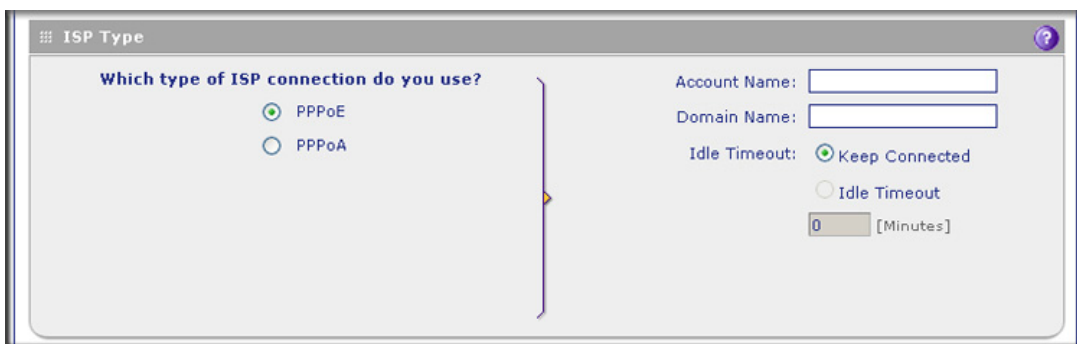 ISP Type
?
Which type of ISP connection do you use?
PPPoE
PPPoA
Account Name:
Domain Name:
Idle Timeout:
Keep Connected
Idle Timeout
0 [Minutes]